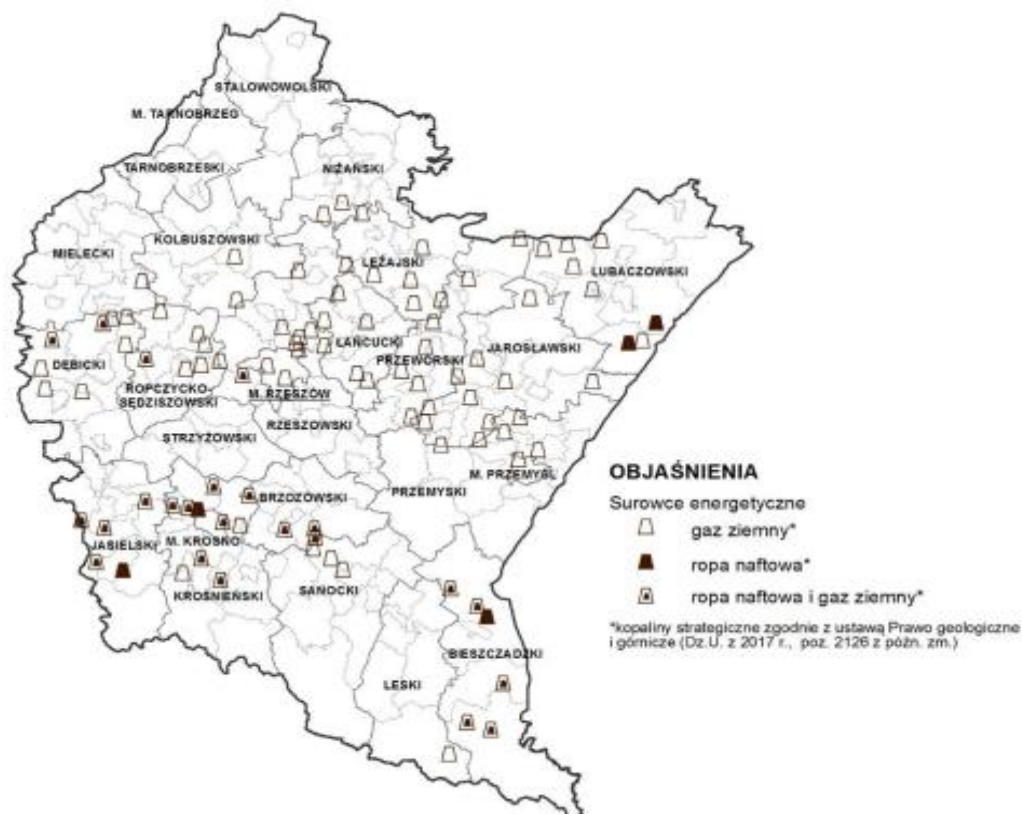 STALOWOWOLSKI
M. TARNOBRZEG
TARNOBRZESKI
NIŻAŃSKI
KOLBUSZOWSKI
MIELECKI
LEŻAJSKI
LUBACZOWSKI
ŁAŃCUCKI
JAROSŁAWSKI
PRZEWORSKI
DĘBICKI
ROPCZYCKO-
SĘDZISZOWSKI
M. RZESZÓW
RZESZOWSKI
STRZYŻOWSKI
M. PRZEMYŚL
PRZEMYSKI
BRZOZOWSKI
JASIELSKI
M. KROSNO
KROŚNIEŃSKI
SANOCKI
BIESZCZADZKI
LESKI
OBJAŚNIENIA
Surowce energetyczne
gaz ziemny*
ropa naftowa*
ropa naftowa i gaz ziemny*
*kopaliny strategiczne zgodnie z ustawą Prawo geologiczne
i górnicze (Dz.U. z 2017 r., poz. 2126 z późn. zm.)